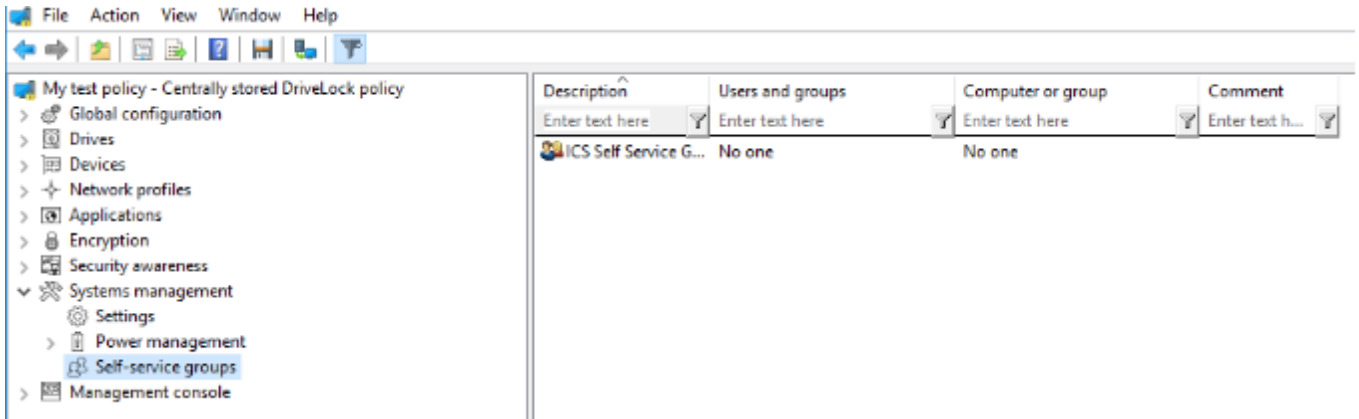 File Action View Window Help
My test policy - Centrally stored DriveLock policy
Global configuration
Drives
Devices
Network profiles
Applications
Encryption
Security awareness
Systems management
Settings
Power management
Self-service groups
Management console
Description Users and groups Computer or group Comment
Enter text here Enter text here Enter text here Enter text h...
ICS Self Service G... No one No one